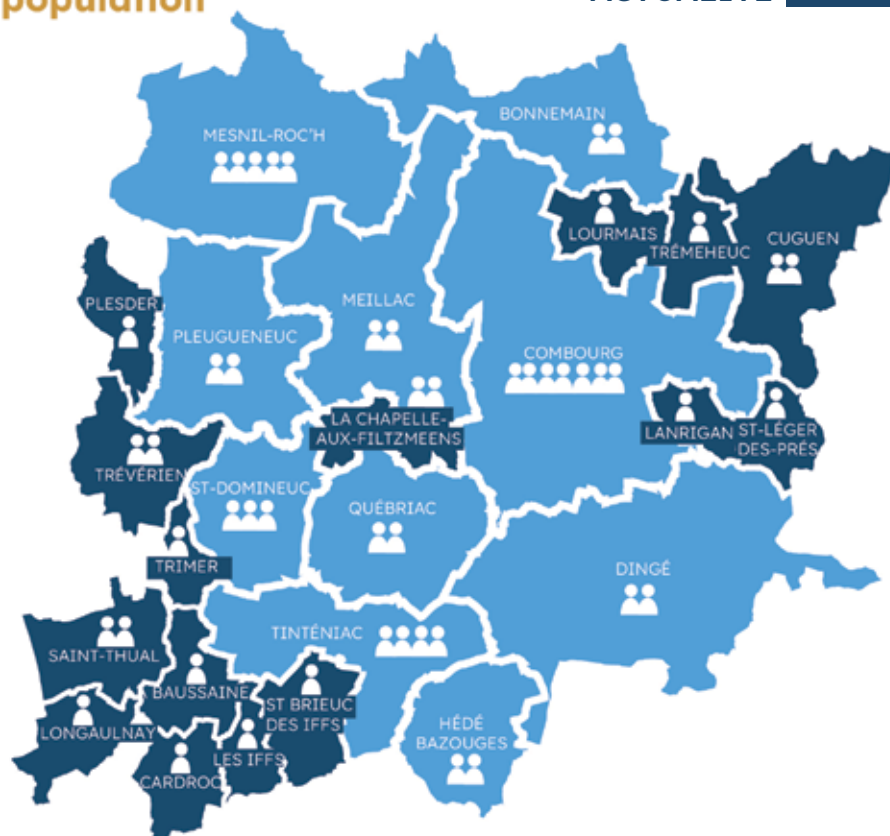 population
BONNEMAIN
MESNIL-ROC'H
LOURMAIS
TRÉMEHEUC
CUGUEN
PLESDER
MEILLAC
PLEUGUENEUC
COMBOURG
LA CHAPELLE-
AUX-FILTZMEENS
LANRIGAN
ST-LÉGER
DES-PRÉS
TRÉVÉRIEN
ST-DOMINEUC
QUÉBRIAC
TRIMER
DINGÉ
TINTÉNIAC
SAINT-THUAL
BAUSSAINE
ST BRIEUC
DES IFFS
LONGAULNAY
HÉDÉ
BAZOUGES
LES IFFS
CARDROC